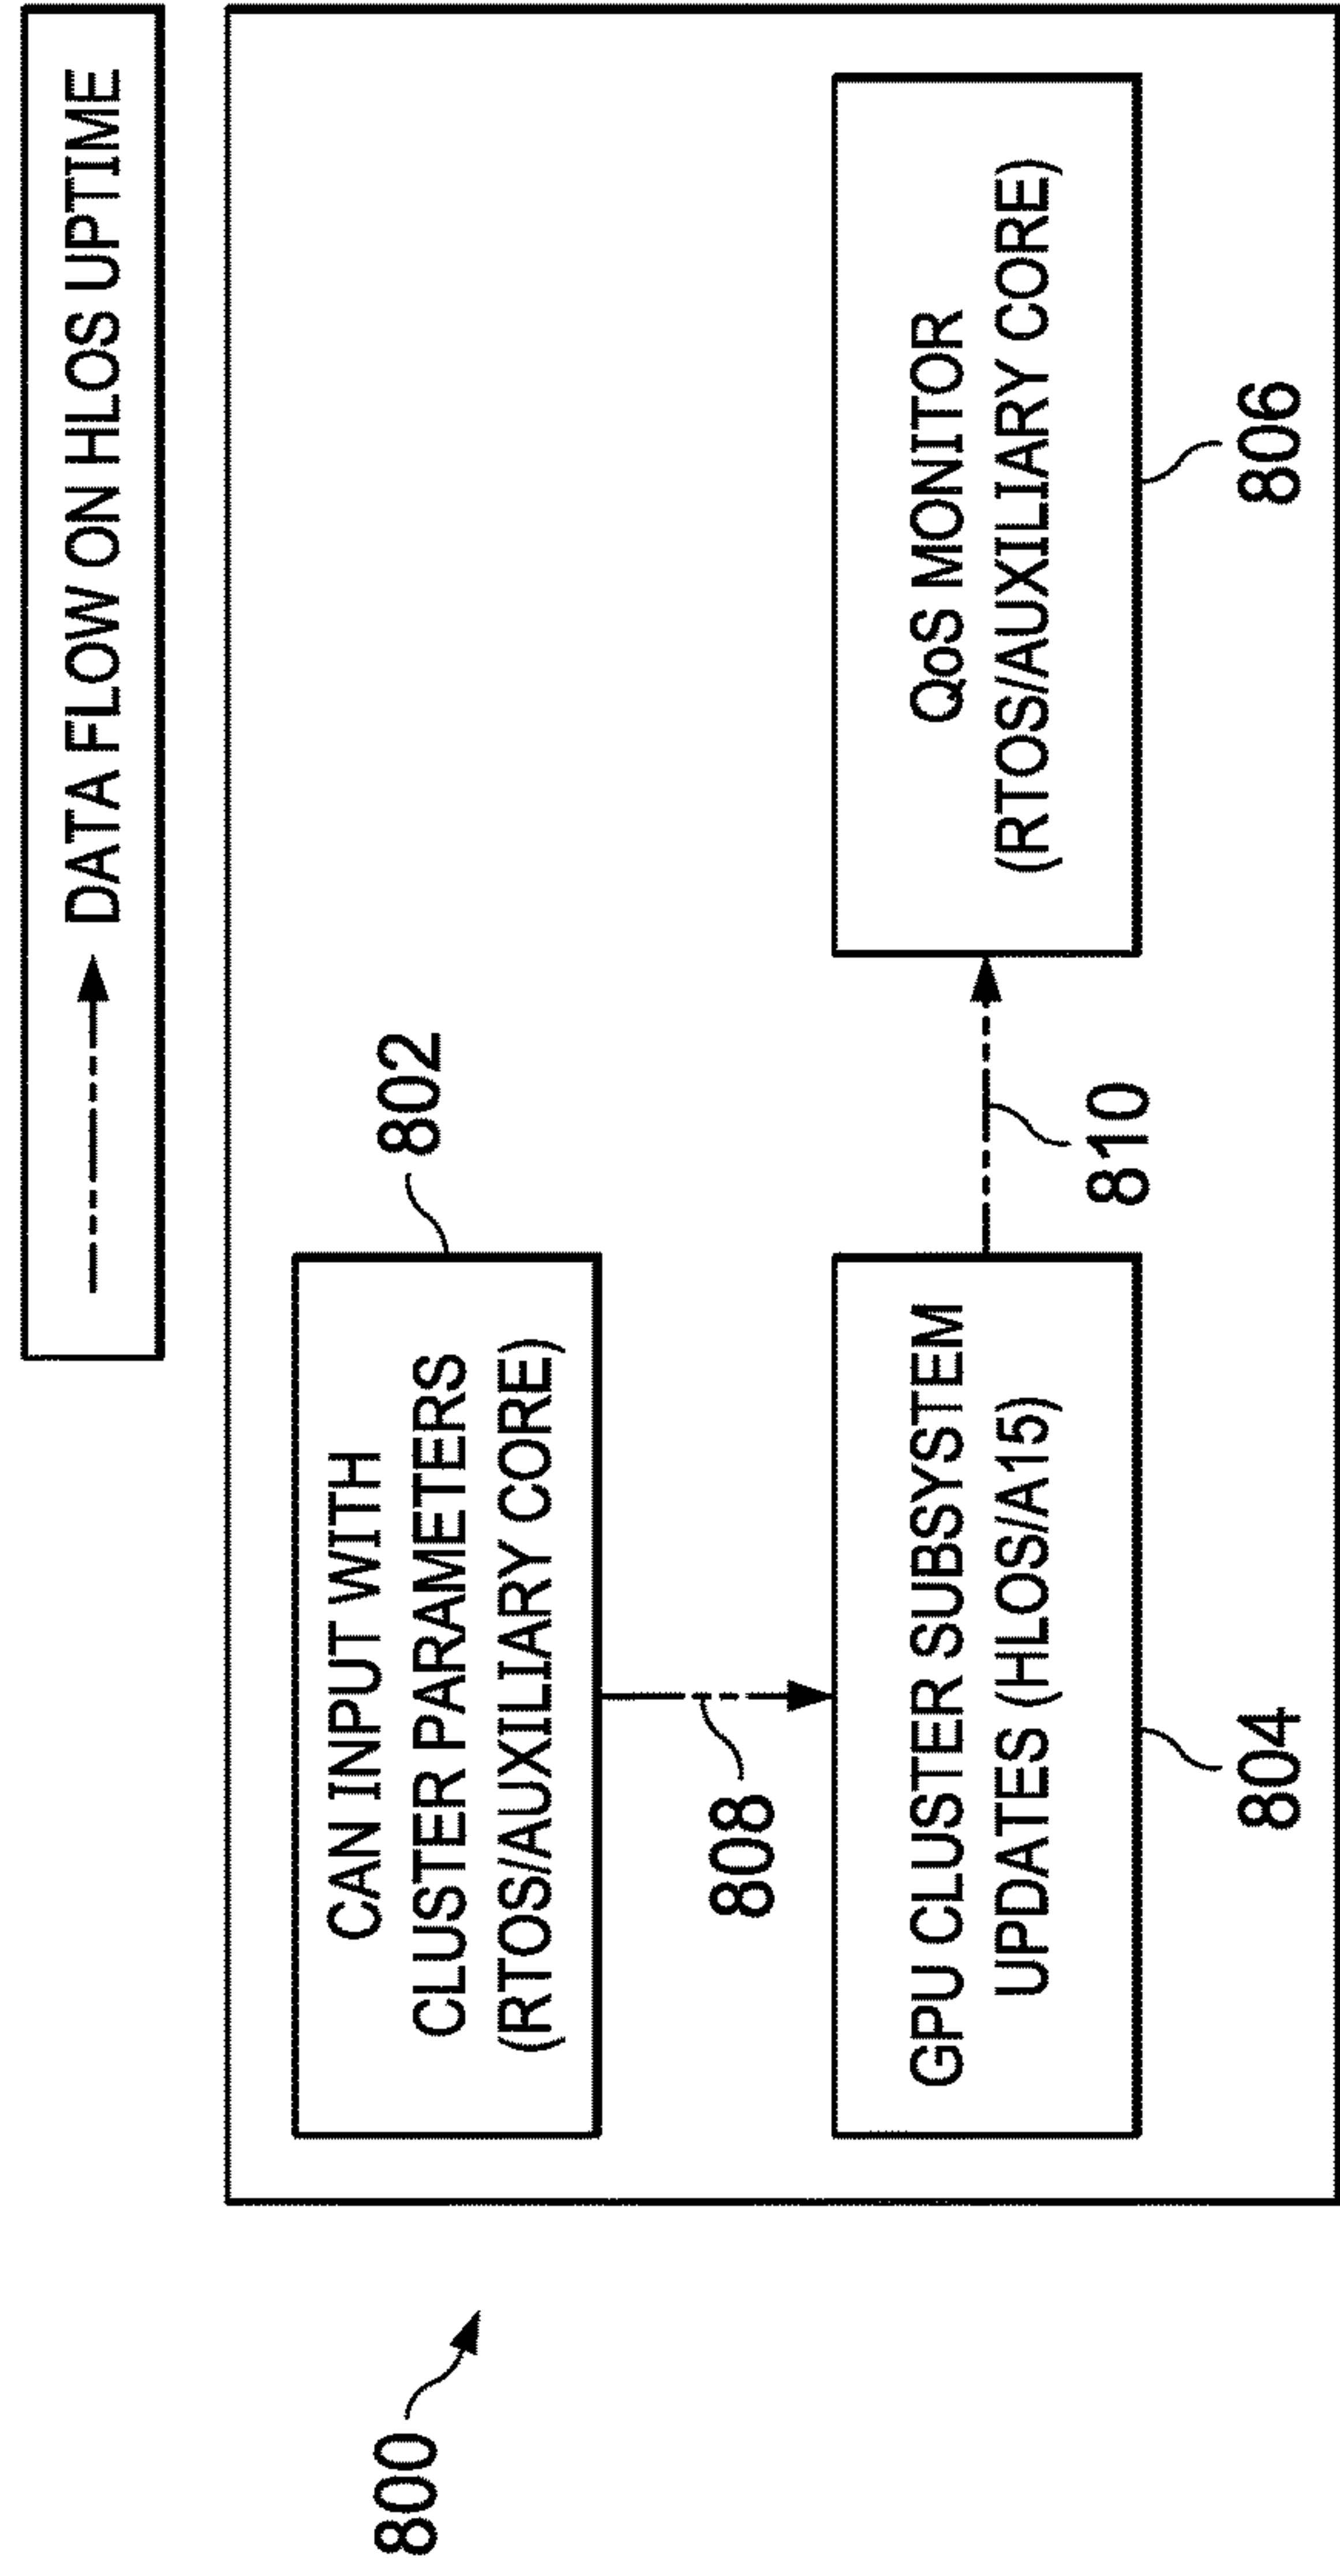 DATA FLOW ON HLOS UPTIME
800
802
CAN INPUT WITH
CLUSTER PARAMETERS
(RTOS/AUXILIARY CORE)
808
GPU CLUSTER SUBSYSTEM
UPDATES (HLOS/A15)
804
810
QoS MONITOR
(RTOS/AUXILIARY CORE)
806